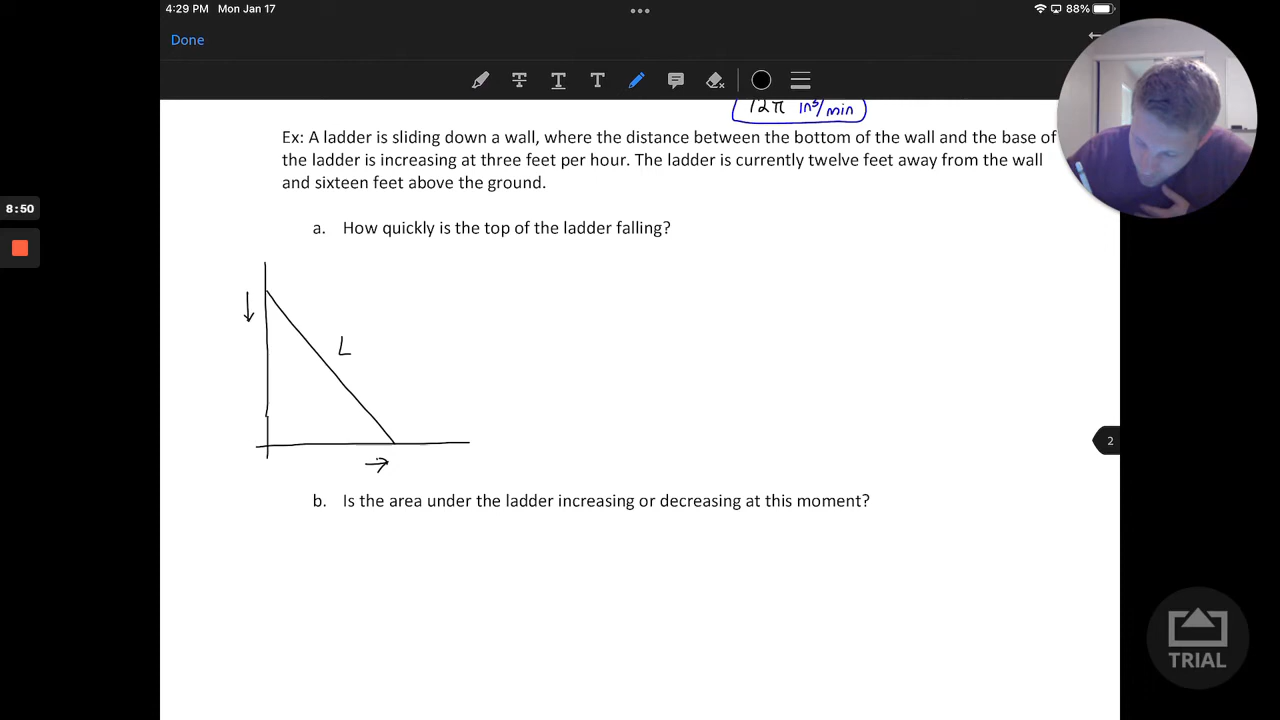 4:29 PM Mon Jan 17
88%
Done
12π in³/min
Ex: A ladder is sliding down a wall, where the distance between the bottom of the wall and the base of
the ladder is increasing at three feet per hour. The ladder is currently twelve feet away from the wall
and sixteen feet above the ground.
8:50
a. How quickly is the top of the ladder falling?
L
2
b. Is the area under the ladder increasing or decreasing at this moment?
TRIAL